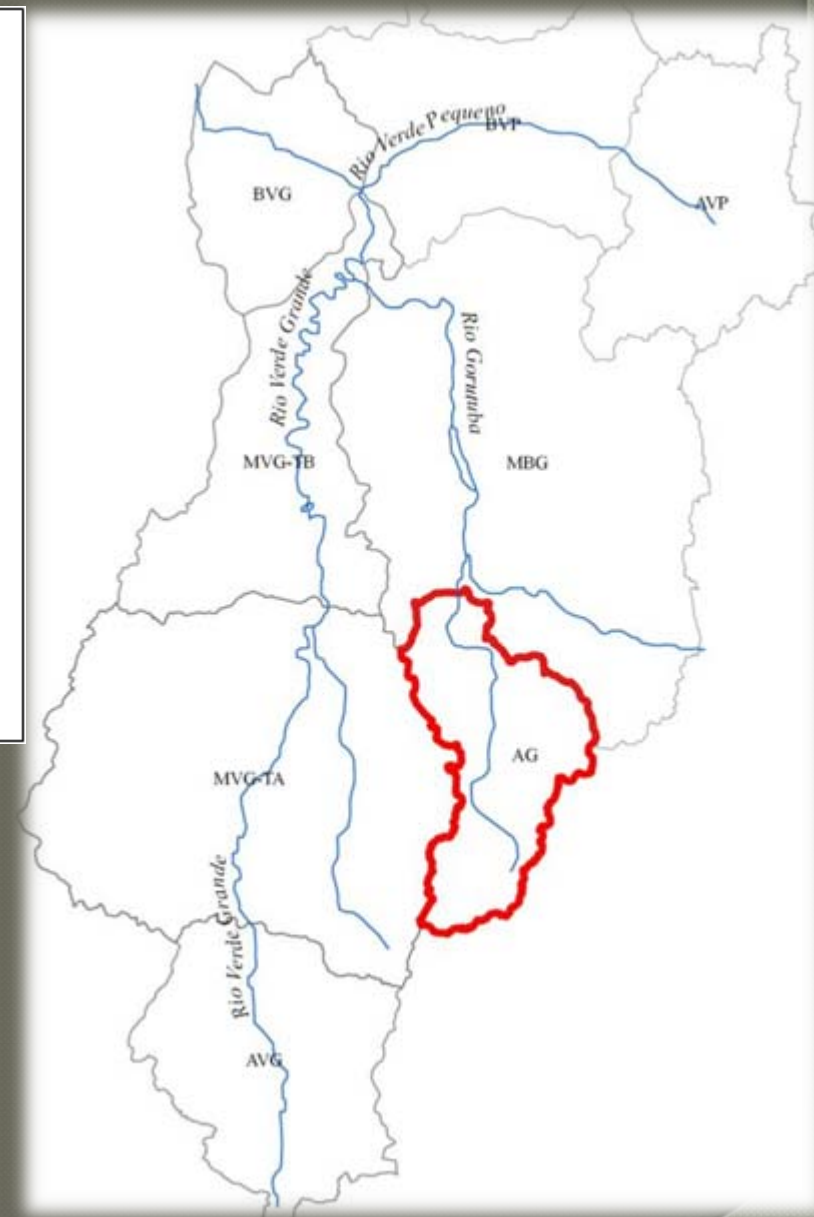 Rio Verde Pequeno
BVP
BVG
AVP
Rio Verde Grande
Rio Gorutuba
MVG-TB
MBG
AG
MVG-TA
Rio Verde Grande
AVG